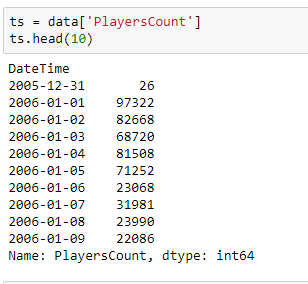 ts = data['PlayersCount']
ts.head(10)
DateTime
2005-12-31 26
2006-01-01 97322
2006-01-02 82668
2006-01-03 68720
2006-01-04 81508
2006-01-05 71252
2006-01-06 23068
2006-01-07 31981
2006-01-08 23990
2006-01-09 22086
Name: PlayersCount, dtype: int64